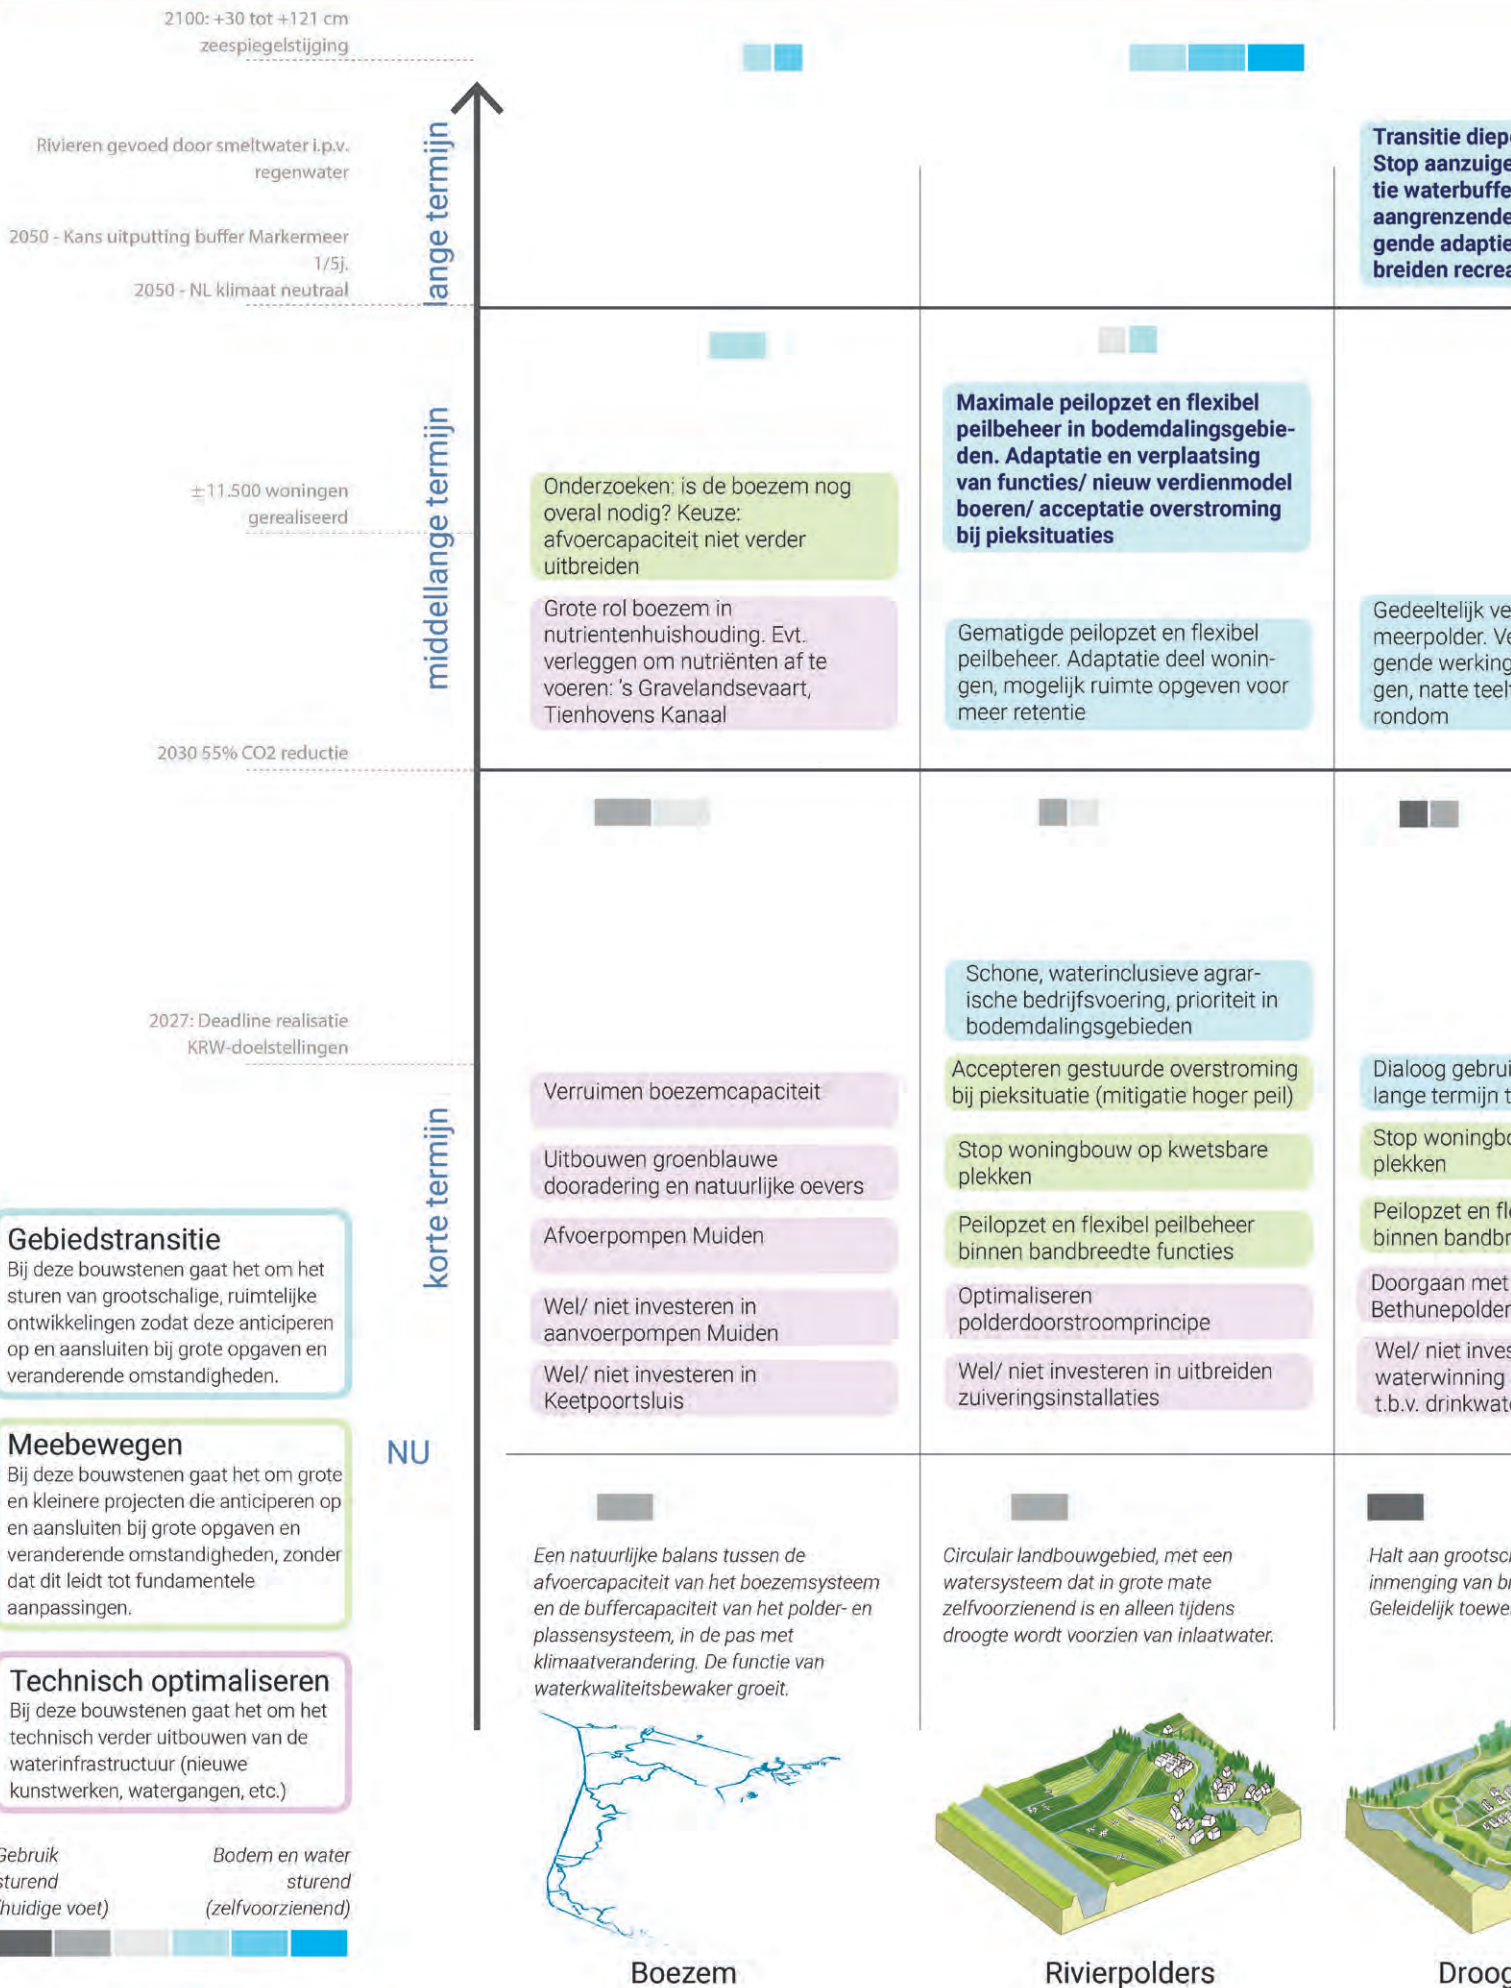 2100: +30 tot +121 cm
zeespiegelstijging
Rivieren gevoed door smeltwater i.p.v.
regenwater
2050 - Kans uitputting buffer Markermeer
1/5j.
2050 - NL klimaat neutraal
±11.500 woningen
gerealiseerd
2030 55% CO2 reductie
2027: Deadline realisatie
KRW-doelstellingen
lange termijn
middellange termijn
korte termijn
NU
Transitie diep
Stop aanzuige
tie waterbuffe
aangrenzende
gende adaptie
breiden recrea
Onderzoeken: is de boezem nog
overal nodig? Keuze:
afvoercapaciteit niet verder
uitbreiden
Grote rol boezem in
nutrientenhuishouding. Evt.
verleggen om nutriënten af te
voeren: 's Gravelandsevaart,
Tienhovens Kanaal
Maximale peilopzet en flexibel
peilbeheer in bodemdalingsgebie-
den. Adaptatie en verplaatsing
van functies/ nieuw verdienmodel
boeren/ acceptatie overstroming
bij pieksituaties
Gematigde peilopzet en flexibel
peilbeheer. Adaptatie deel wonin-
gen, mogelijk ruimte opgeven voor
meer retentie
Gedeeltelijk ve
meerpolder. Ve
gende werking
gen, natte teel
rondom
Verruimen boezemcapaciteit
Uitbouwen groenblauwe
dooradering en natuurlijke oevers
Afvoerpompen Muiden
Wel/ niet investeren in
aanvoerpompen Muiden
Wel/ niet investeren in
Keetpoortsluis
Schone, waterinclusieve agrar-
ische bedrijfsvoering, prioriteit in
bodemdalingsgebieden
Accepteren gestuurde overstroming
bij pieksituatie (mitigatie hoger peil)
Stop woningbouw op kwetsbare
plekken
Peilopzet en flexibel peilbeheer
binnen bandbreedte functies
Optimaliseren
polderdoorstroomprincipe
Wel/ niet investeren in uitbreiden
zuiveringsinstallaties
Dialoog gebrui
lange termijn t
Stop woningbo
plekken
Peilopzet en fle
binnen bandbr
Doorgaan met
Bethunepolder
Wel/ niet inves
waterwinning
t.b.v. drinkwate
Gebiedstransitie
Bij deze bouwstenen gaat het om het
sturen van grootschalige, ruimtelijke
ontwikkelingen zodat deze anticiperen
op en aansluiten bij grote opgaven en
veranderende omstandigheden.
Meebewegen
Bij deze bouwstenen gaat het om grote
en kleinere projecten die anticiperen op
en aansluiten bij grote opgaven en
veranderende omstandigheden, zonder
dat dit leidt tot fundamentele
aanpassingen.
Technisch optimaliseren
Bij deze bouwstenen gaat het om het
technisch verder uitbouwen van de
waterinfrastructuur (nieuwe
kunstwerken, watergangen, etc.)
Gebruik
sturend
(huidige voet)
Bodem en water
sturend
(zelfvoorzienend)
Een natuurlijke balans tussen de
afvoercapaciteit van het boezemsysteem
en de buffercapaciteit van het polder- en
plassensysteem, in de pas met
klimaatverandering. De functie van
waterkwaliteitsbewaker groeit.
Circulair landbouwgebied, met een
watersysteem dat in grote mate
zelfvoorzienend is en alleen tijdens
droogte wordt voorzien van inlaatwater.
Halt aan grootsch
inmenging van br
Geleidelijk toewe
Boezem
Rivierpolders
Droog